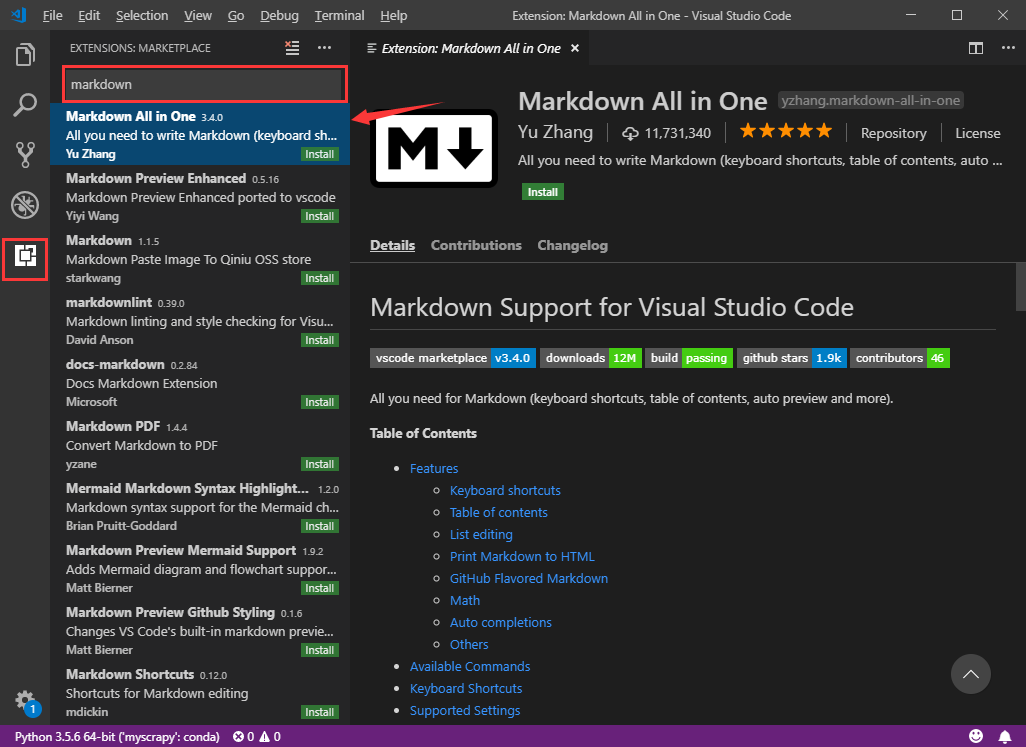 File Edit Selection View Go Debug Terminal Help Extension: Markdown All in One - Visual Studio Code
EXTENSIONS: MARKETPLACE
markdown
Markdown All in One 3.4.0
All you need to write Markdown (keyboard sh...
Yu Zhang Install
Markdown Preview Enhanced 0.5.16
Markdown Preview Enhanced ported to vscode
Yiyi Wang Install
Markdown 1.1.5
Markdown Paste Image To Qiniu OSS store
starkwang Install
markdownlint 0.39.0
Markdown linting and style checking for Visu...
David Anson Install
docs-markdown 0.2.84
Docs Markdown Extension
Microsoft Install
Markdown PDF 1.4.4
Convert Markdown to PDF
yzane Install
Mermaid Markdown Syntax Highlight... 1.2.0
Markdown syntax support for the Mermaid ch...
Brian Pruitt-Goddard Install
Markdown Preview Mermaid Support 1.9.2
Adds Mermaid diagram and flowchart suppor...
Matt Bierner Install
Markdown Preview Github Styling 0.1.6
Changes VS Code's built-in markdown previe...
Matt Bierner Install
Markdown Shortcuts 0.12.0
Shortcuts for Markdown editing
mdickin Install
Extension: Markdown All in One
M
Markdown All in One yzhang.markdown-all-in-one
Yu Zhang 11,731,340 Repository License
All you need to write Markdown (keyboard shortcuts, table of contents, auto ...
Install
Details Contributions Changelog
Markdown Support for Visual Studio Code
vscode marketplace v3.4.0 downloads 12M build passing github stars 1.9k contributors 46
All you need for Markdown (keyboard shortcuts, table of contents, auto preview and more).
Table of Contents
Features
Keyboard shortcuts
Table of contents
List editing
Print Markdown to HTML
GitHub Flavored Markdown
Math
Auto completions
Others
Available Commands
Keyboard Shortcuts
Supported Settings
1
Python 3.5.6 64-bit ('myscrapy': conda) 0 0